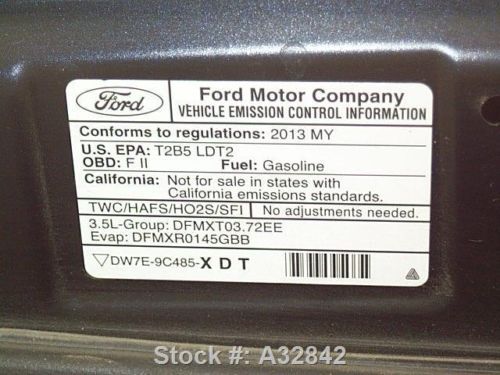 Ford
Ford Motor Company
VEHICLE EMISSION CONTROL INFORMATION
Conforms to regulations: 2013 MY
U.S. EPA: T2B5 LDT2
OBD: F II Fuel: Gasoline
California: Not for sale in states with
California emissions standards.
TWC/HAFS/HO2S/SFI No adjustments needed.
3.5L-Group: DFMXT03.72EE
Evap: DFMXR0145GBB
DW7E-9C485-X D T
Stock #: A32842